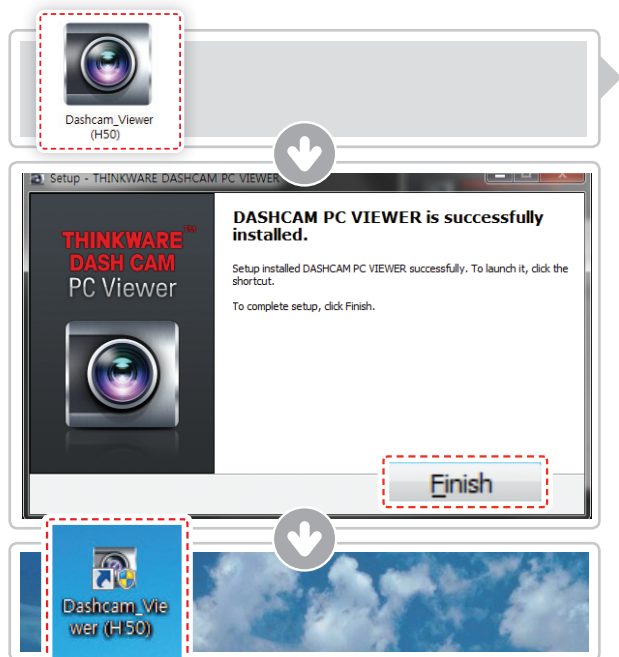 Dashcam_Viewer
(H50)
Setup - THINKWARE DASHCAM PC VIEWER
THINKWARE™
DASH CAM
PC Viewer
DASHCAM PC VIEWER is successfully
installed.
Setup installed DASHCAM PC VIEWER successfully. To launch it, click the
shortcut.
To complete setup, click Finish.
Finish
Dashcam_Vie
wer (H50)